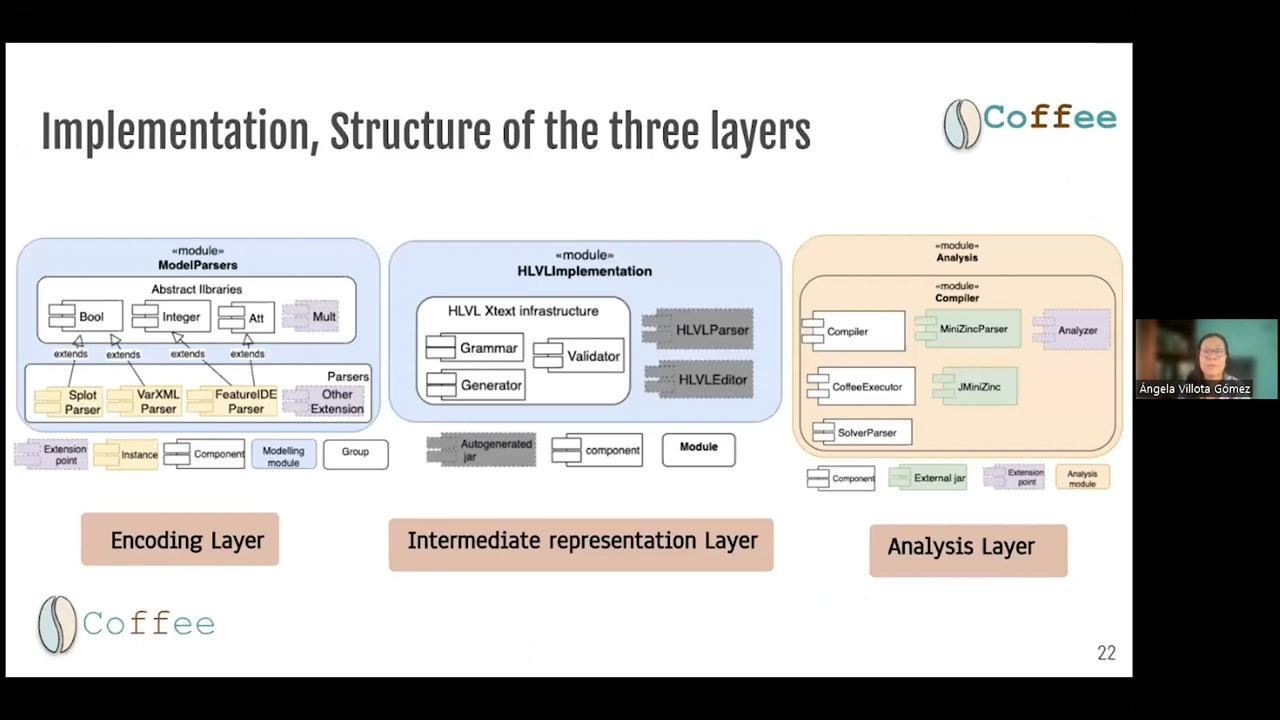 Implementation, Structure of the three layers
Coffee
«module»
ModelParsers
Abstract libraries
Bool
Integer
Att
Mult
extends
extends
extends
extends
Parsers
Splot
Parser
VarXML
Parser
FeatureIDE
Parser
Other
Extension
Extension
point
Instance
Component
Modelling
module
Group
Encoding Layer
«module»
HLVLImplementation
HLVL Xtext infrastructure
Grammar
Validator
Generator
HLVLParser
HLVLEditor
Autogenerated
jar
component
Module
Intermediate representation Layer
«module»
Analysis
«module»
Compiler
Compiler
MiniZincParser
Analyzer
CoffeeExecutor
JMiniZinc
SolverParser
Component
External jar
Extension
point
Analysis
module
Analysis Layer
Coffee
22
Ángela Villota Gómez